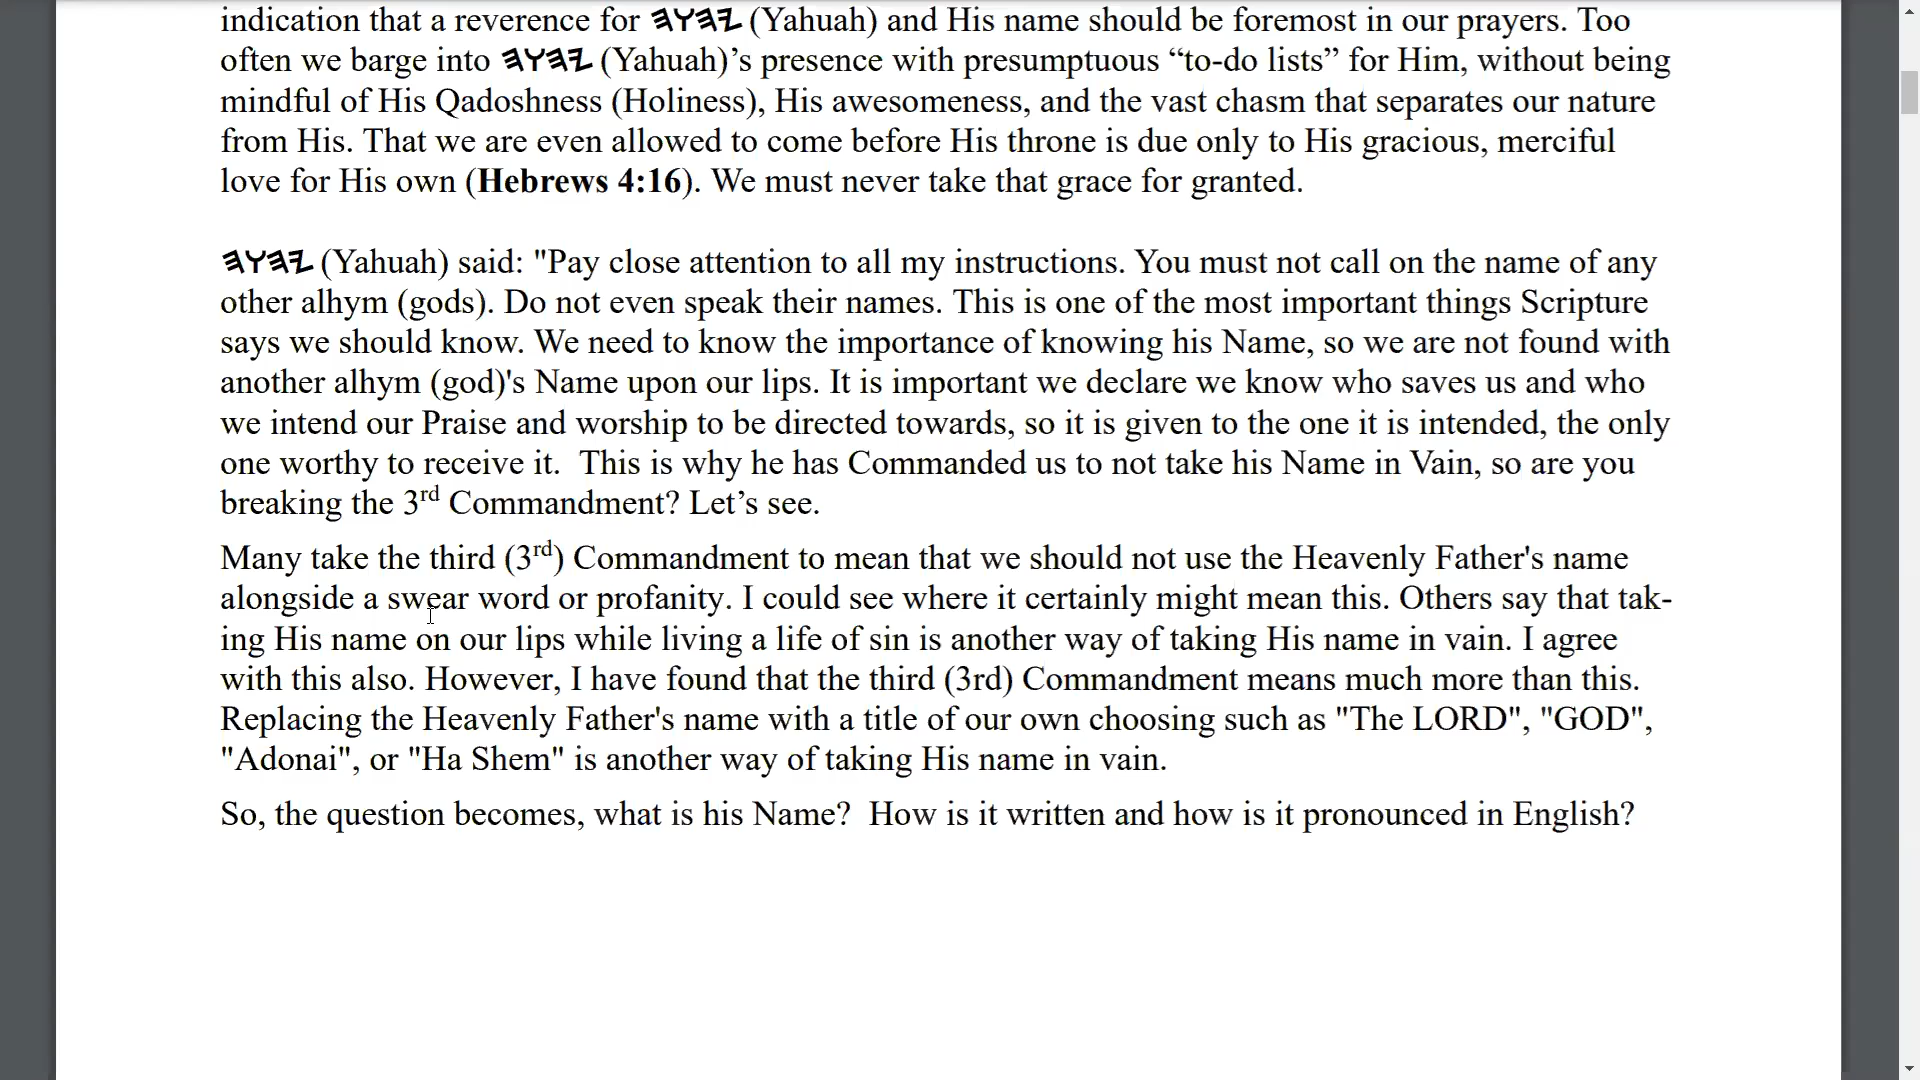 indication that a reverence for 𐤉𐤄𐤅𐤄 (Yahuah) and His name should be foremost in our prayers. Too
often we barge into 𐤉𐤄𐤅𐤄 (Yahuah)’s presence with presumptuous “to-do lists” for Him, without being
mindful of His Qadoshness (Holiness), His awesomeness, and the vast chasm that separates our nature
from His. That we are even allowed to come before His throne is due only to His gracious, merciful
love for His own (Hebrews 4:16). We must never take that grace for granted.
𐤉𐤄𐤅𐤄 (Yahuah) said: "Pay close attention to all my instructions. You must not call on the name of any
other alhym (gods). Do not even speak their names. This is one of the most important things Scripture
says we should know. We need to know the importance of knowing his Name, so we are not found with
another alhym (god)'s Name upon our lips. It is important we declare we know who saves us and who
we intend our Praise and worship to be directed towards, so it is given to the one it is intended, the only
one worthy to receive it.  This is why he has Commanded us to not take his Name in Vain, so are you
breaking the 3rd Commandment? Let’s see.
Many take the third (3rd) Commandment to mean that we should not use the Heavenly Father's name
alongside a swear word or profanity. I could see where it certainly might mean this. Others say that tak-
ing His name on our lips while living a life of sin is another way of taking His name in vain. I agree
with this also. However, I have found that the third (3rd) Commandment means much more than this.
Replacing the Heavenly Father's name with a title of our own choosing such as "The LORD", "GOD",
"Adonai", or "Ha Shem" is another way of taking His name in vain.
So, the question becomes, what is his Name?  How is it written and how is it pronounced in English?